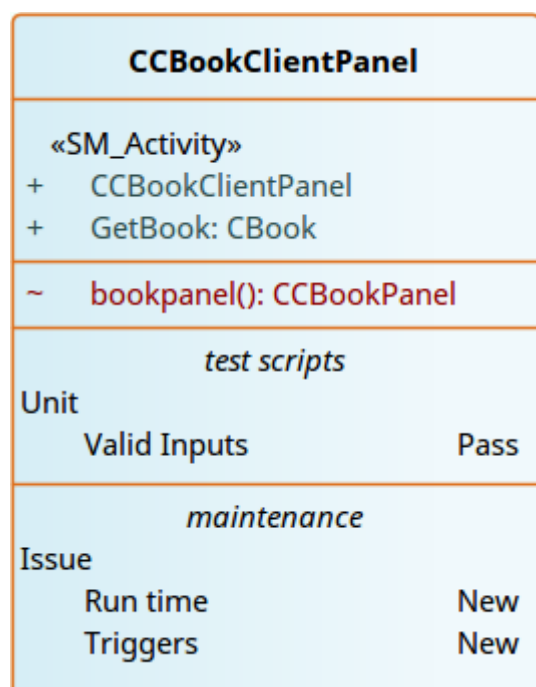 CCBookClientPanel
«SM_Activity»
+ CCBookClientPanel
+ GetBook: CBook
~ bookpanel(): CCBookPanel
test scripts
Unit
Valid Inputs Pass
maintenance
Issue
Run time New
Triggers New